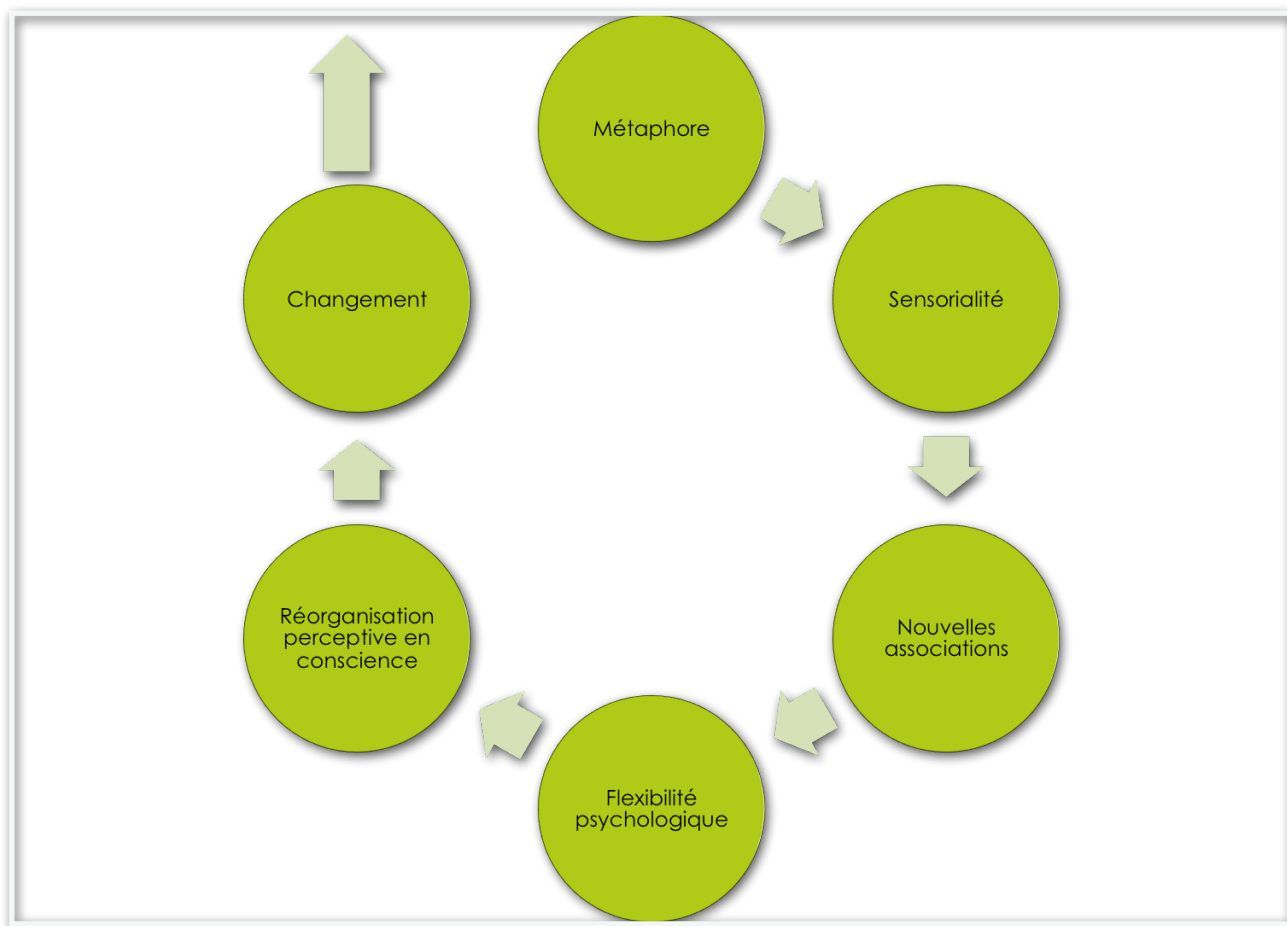 Métaphore
Sensorialité
Nouvelles
associations
Flexibilité
psychologique
Réorganisation
perceptive en
conscience
Changement